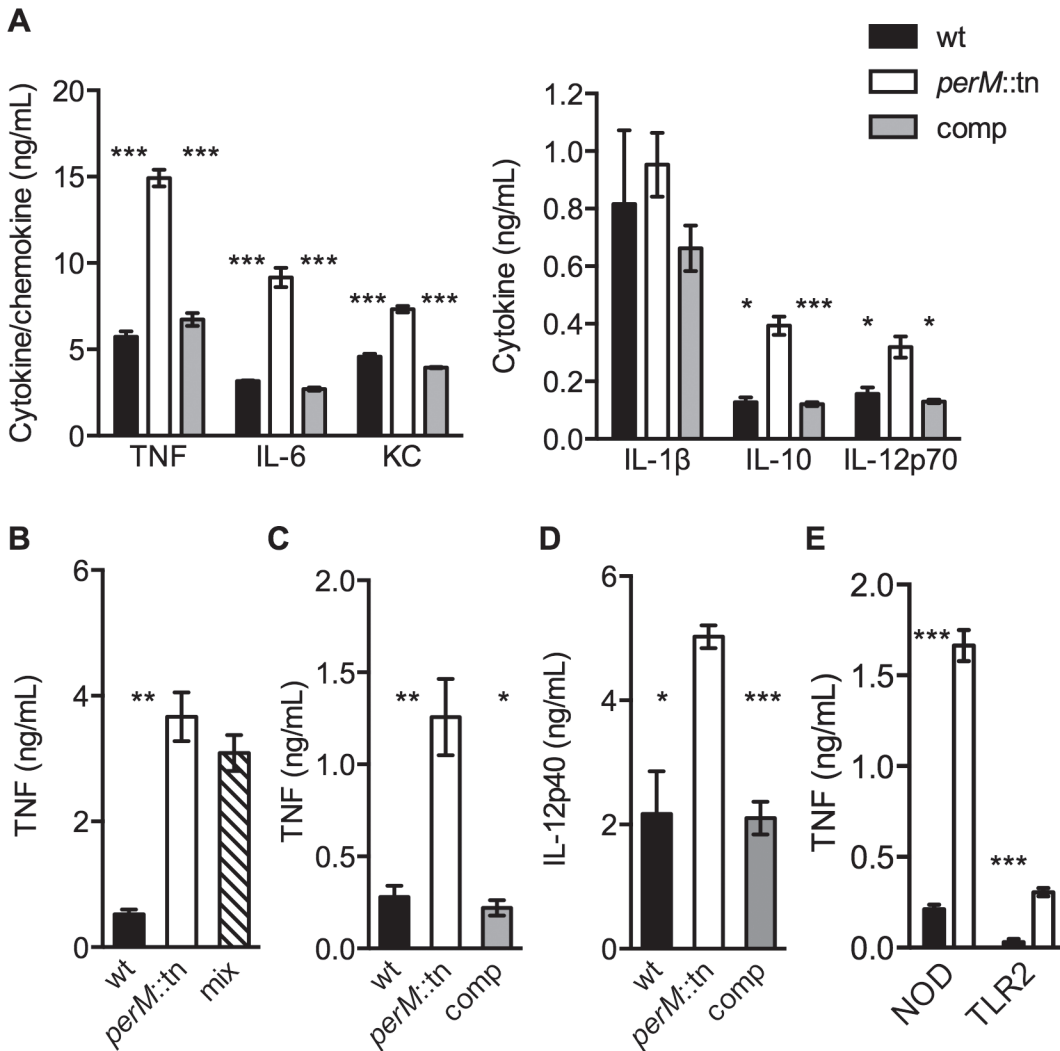 A
wt
perM::tn
comp
Cytokine/chemokine (ng/mL)
20
15
10
5
0
*** ***
*** ***
*** ***
TNF IL-6 KC
Cytokine (ng/mL)
1.2
1.0
0.8
0.6
0.4
0.2
0.0
* ***
* *
IL-1β IL-10 IL-12p70
B
TNF (ng/mL)
6
4
2
0
**
wt
perM::tn
mix
C
TNF (ng/mL)
2.0
1.5
1.0
0.5
0.0
** *
wt
perM::tn
comp
D
IL-12p40 (ng/mL)
6
4
2
0
* ***
wt
perM::tn
comp
E
TNF (ng/mL)
2.0
1.5
1.0
0.5
0.0
***
***
NOD
TLR2